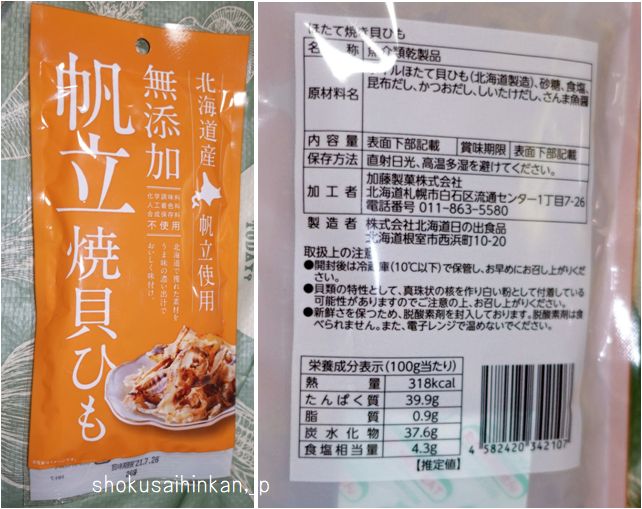 北海道産
帆立使用
無添加
帆立焼貝ひも
化学調味料
人工着色料
合成保存料
不使用
北海道で獲れた素材を
うま味の濃い出汁で
おいしく味付け。
TODAY?
21.7.26
shokusaihinkan.jp
ほたて焼き貝ひも
名称 魚介類乾製品
原材料名
ボイルほたて貝ひも(北海道製造)、砂糖、食塩、
昆布だし、かつおだし、しいたけだし、さんま魚醤
内容量 表面下部記載 賞味期限 表面下部記載
保存方法 直射日光、高温多湿を避けてください。
加工者 加藤製菓株式会社
北海道札幌市白石区流通センター1丁目7-26
電話番号 011-863-5580
製造者 株式会社北海道日の出食品
北海道根室市西浜町10-20
取扱上の注意
●開封後は冷蔵庫(10℃以下)で保管し、お早めにお召し上がりくだ
さい。
●貝類の特性として、真珠状の核を作り白い粉として付着している
可能性がありますのでご注意の上、お召し上がりください。
●新鮮さを保つため、脱酸素剤を封入しております。脱酸素剤は食
べられません。また、電子レンジで温めないでください。
栄養成分表示(100g当たり)
熱量 318kcal
たんぱく質 39.9g
脂質 0.9g
炭水化物 37.6g
食塩相当量 4.3g
【推定値】
4 582420 342107